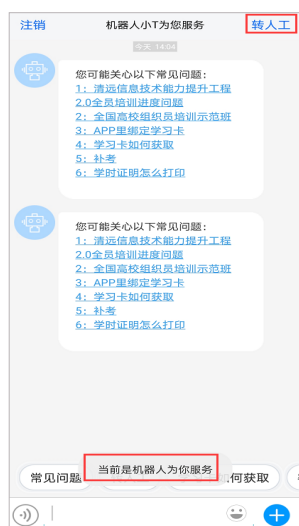 注销 机器人小T为您服务 转人工
今天 14:04
您可能关心以下常见问题：
1：清远信息技术能力提升工程
2.0全员培训进度问题
2：全国高校组织员培训示范班
3：APP里绑定学习卡
4：学习卡如何获取
5：补考
6：学时证明怎么打印
您可能关心以下常见问题：
1：清远信息技术能力提升工程
2.0全员培训进度问题
2：全国高校组织员培训示范班
3：APP里绑定学习卡
4：学习卡如何获取
5：补考
6：学时证明怎么打印
当前是机器人为你服务
常见问题 何获取